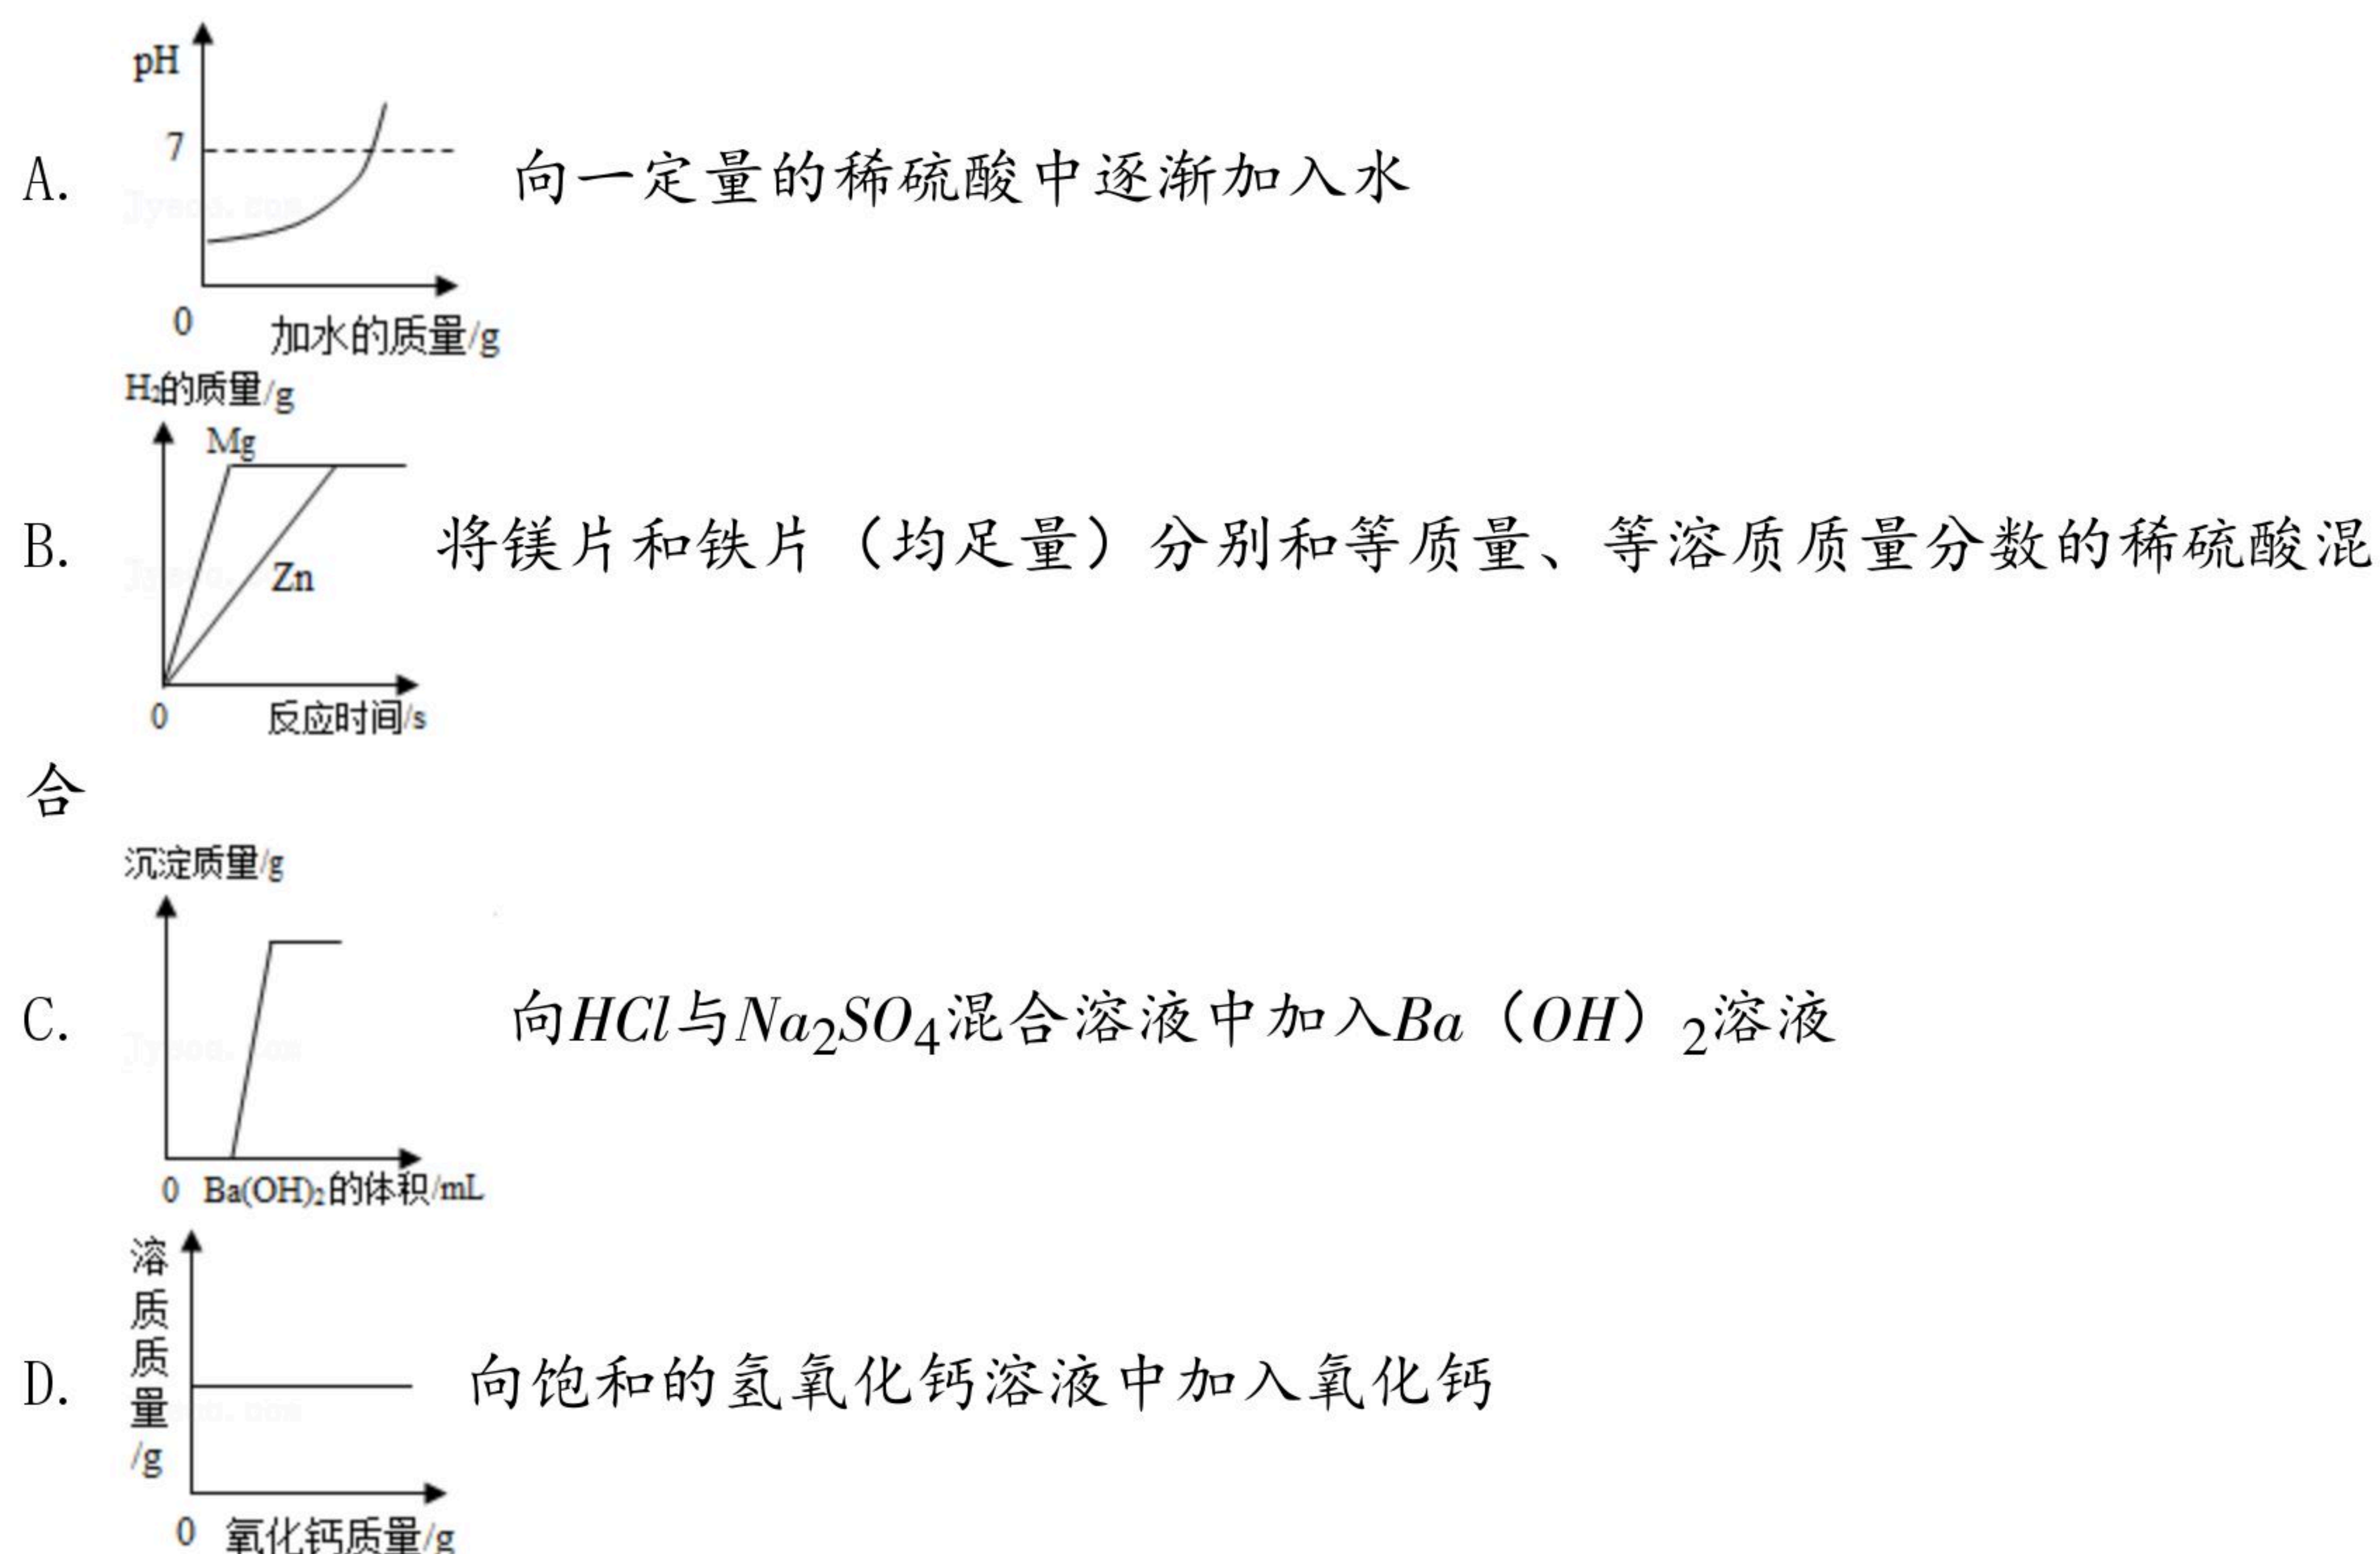 pH
7
A.
向一定量的稀硫酸中逐渐加入水
0
加水的质量/g
H₂的质量/g
Mg
B.
Zn
将镁片和铁片（均足量）分别和等质量、等溶质质量分数的稀硫酸混
0
反应时间/s
合
沉淀质量/g
C.
向HCl与Na₂SO₄混合溶液中加入Ba（OH）₂溶液
0
Ba(OH)₂的体积/mL
溶质质量/g
D.
向饱和的氢氧化钙溶液中加入氧化钙
0
氧化钙质量/g